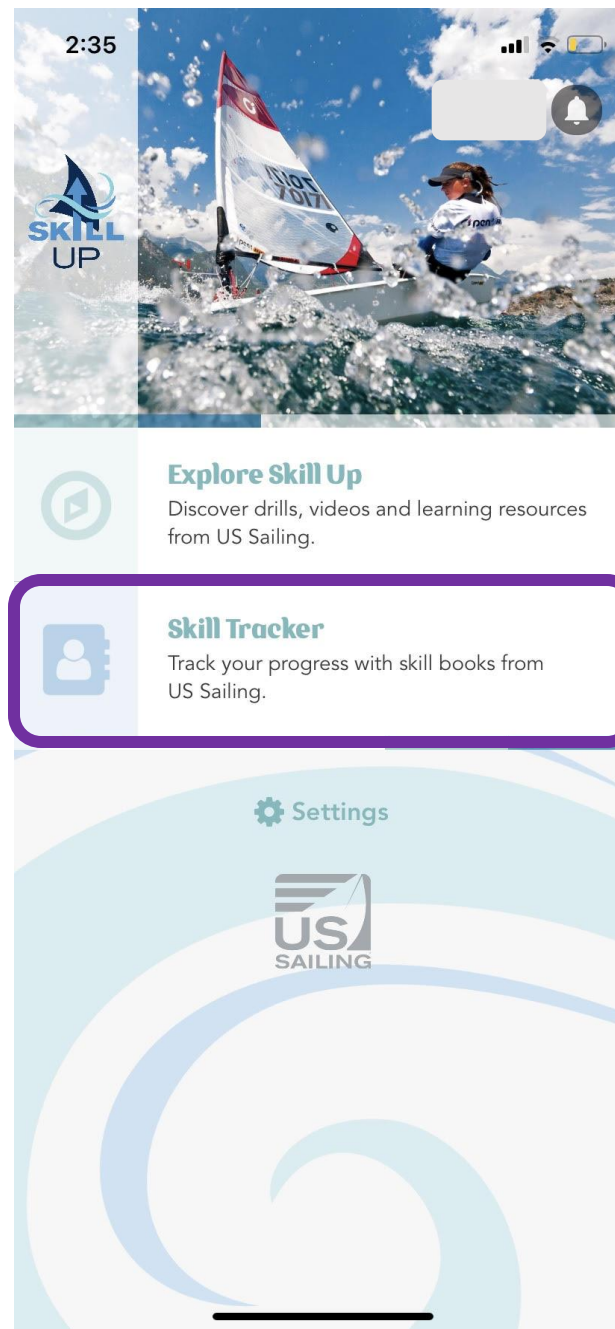 2:35
SKILL
UP
Explore Skill Up
Discover drills, videos and learning resources
from US Sailing.
Skill Tracker
Track your progress with skill books from
US Sailing.
Settings
US
SAILING